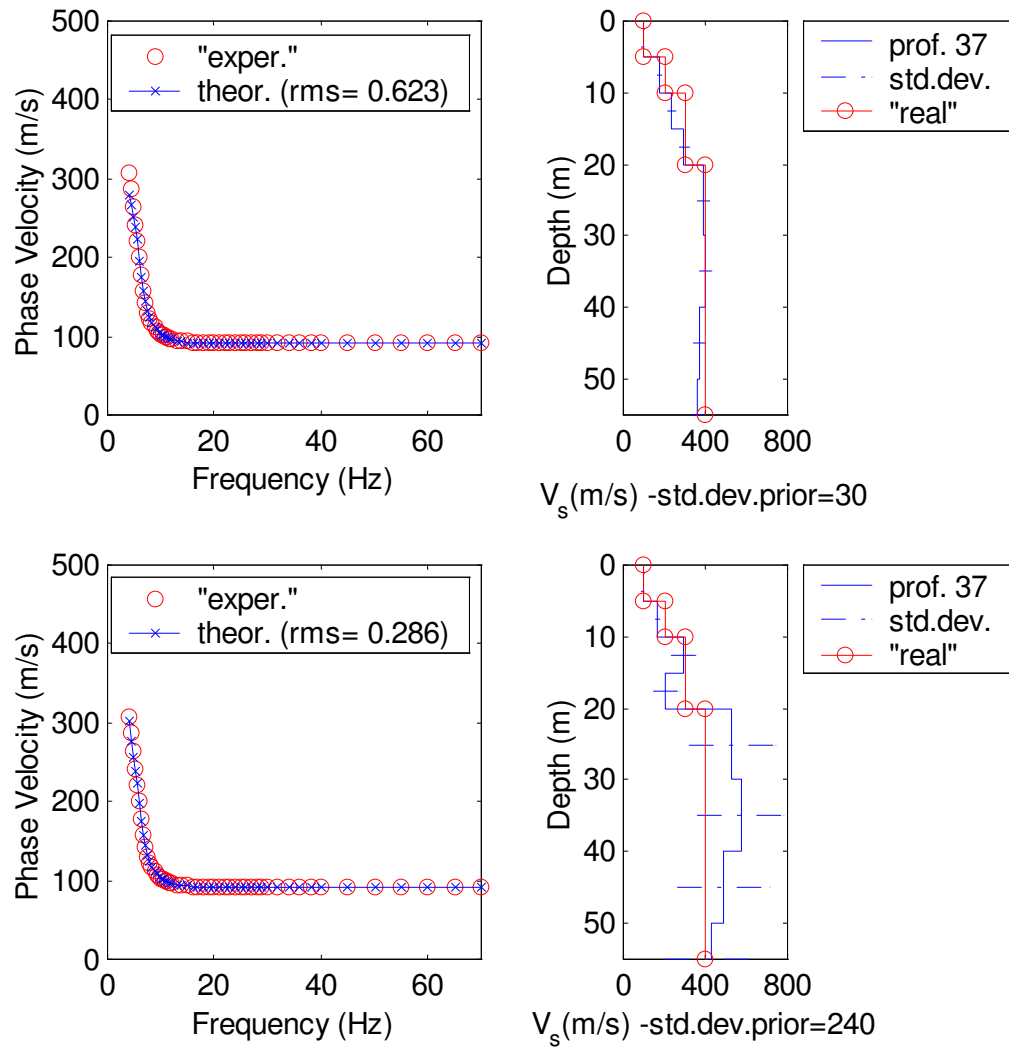 500
400
300
200
100
0
Phase Velocity (m/s)
"exper."
theor. (rms= 0.623)
0
20
40
60
Frequency (Hz)
0
10
20
30
40
50
Depth (m)
0
400
800
V_s(m/s) -std.dev.prior=30
prof. 37
std.dev.
"real"
500
400
300
200
100
0
Phase Velocity (m/s)
"exper."
theor. (rms= 0.286)
0
20
40
60
Frequency (Hz)
0
10
20
30
40
50
Depth (m)
0
400
800
V_s(m/s) -std.dev.prior=240
prof. 37
std.dev.
"real"